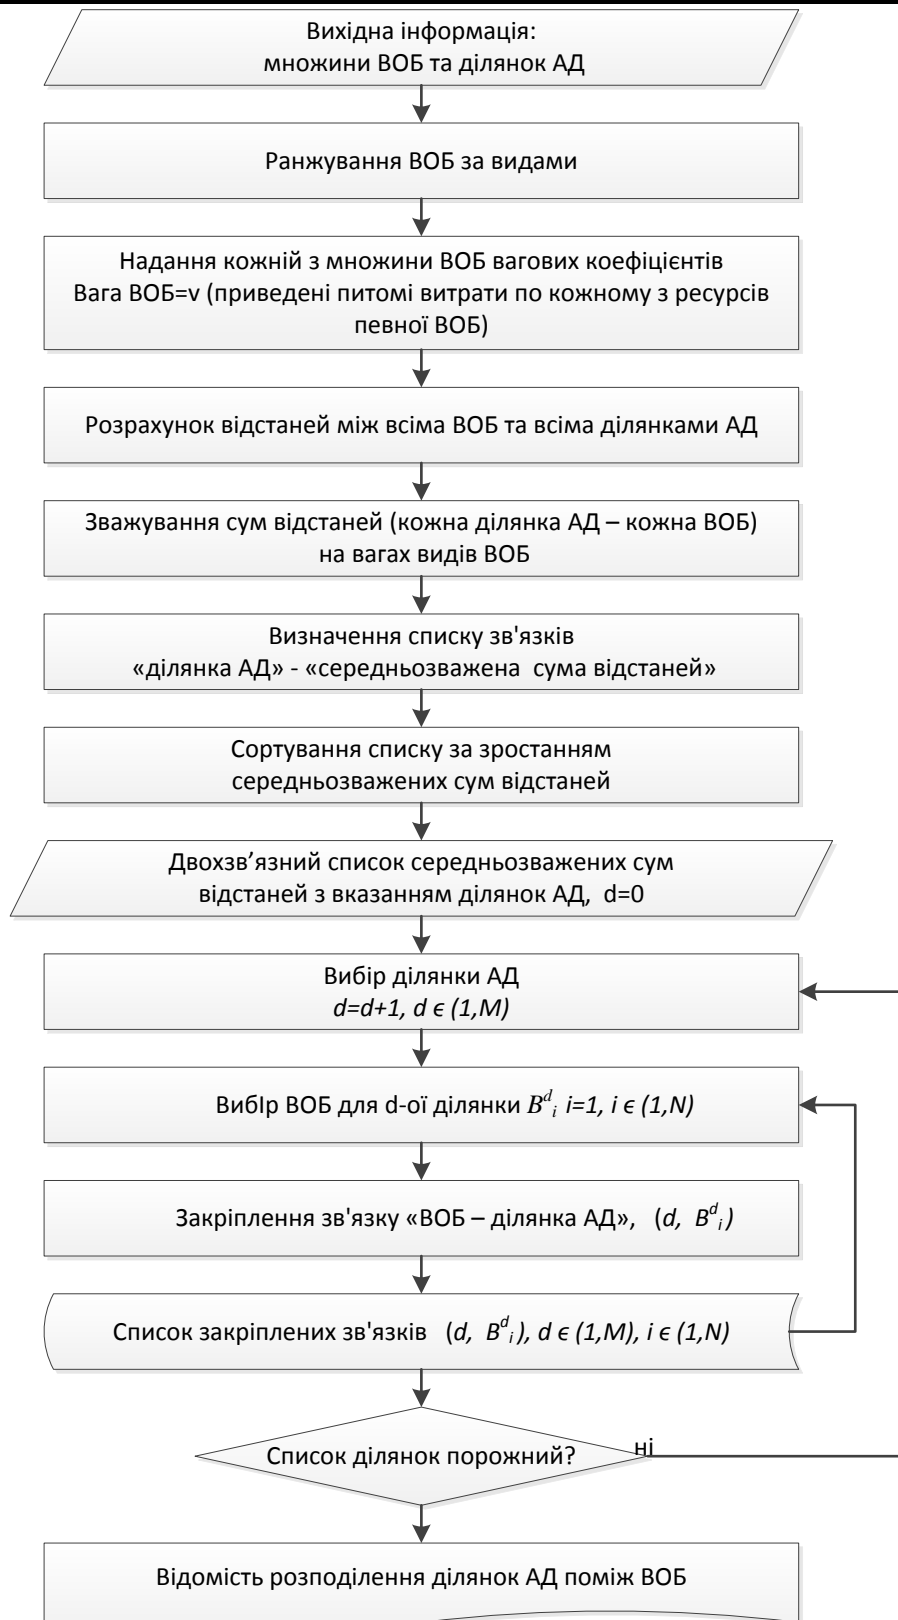 Вихідна інформація:
множини ВОБ та ділянок АД
Ранжування ВОБ за видами
Надання кожній з множини ВОБ вагових коефіцієнтів
Вага ВОБ=v (приведені питомі витрати по кожному з ресурсів
певної ВОБ)
Розрахунок відстаней між всіма ВОБ та всіма ділянками АД
Зважування сум відстаней (кожна ділянка АД – кожна ВОБ)
на вагах видів ВОБ
Визначення списку зв'язків
«ділянка АД» - «середньозважена  сума відстаней»
Сортування списку за зростанням
середньозважених сум відстаней
Двохзв’язний список середньозважених сум
відстаней з вказанням ділянок АД,  d=0
Вибір ділянки АД
d=d+1, d є (1,M)
ВибІр ВОБ для d-ої ділянки B^d_i i=1, i є (1,N)
Закріплення зв'язку «ВОБ – ділянка АД»,   (d,  B^d_i)
Список закріплених зв'язків   (d,  B^d_i), d є (1,M), i є (1,N)
Список ділянок порожний?
ні
Відомість розподілення ділянок АД поміж ВОБ